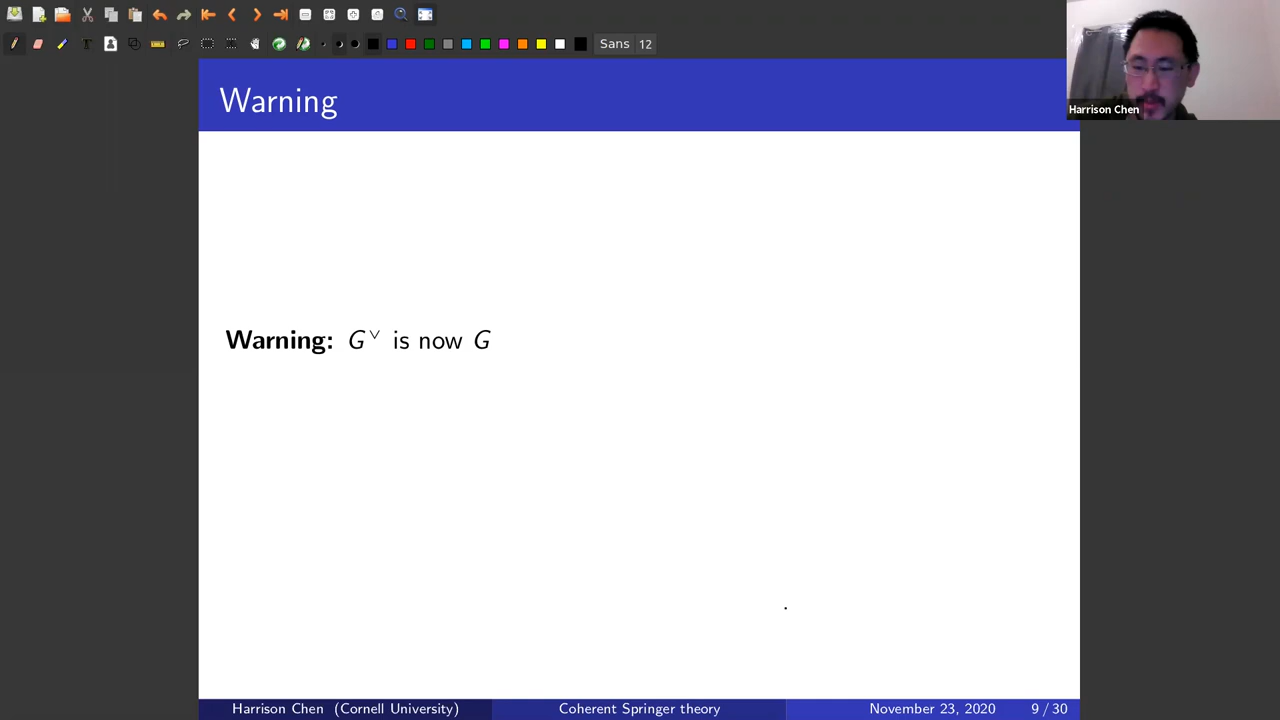 Sans 12
Warning
Harrison Chen
Warning: G∨ is now G
Harrison Chen (Cornell University) Coherent Springer theory November 23, 2020 9 / 30